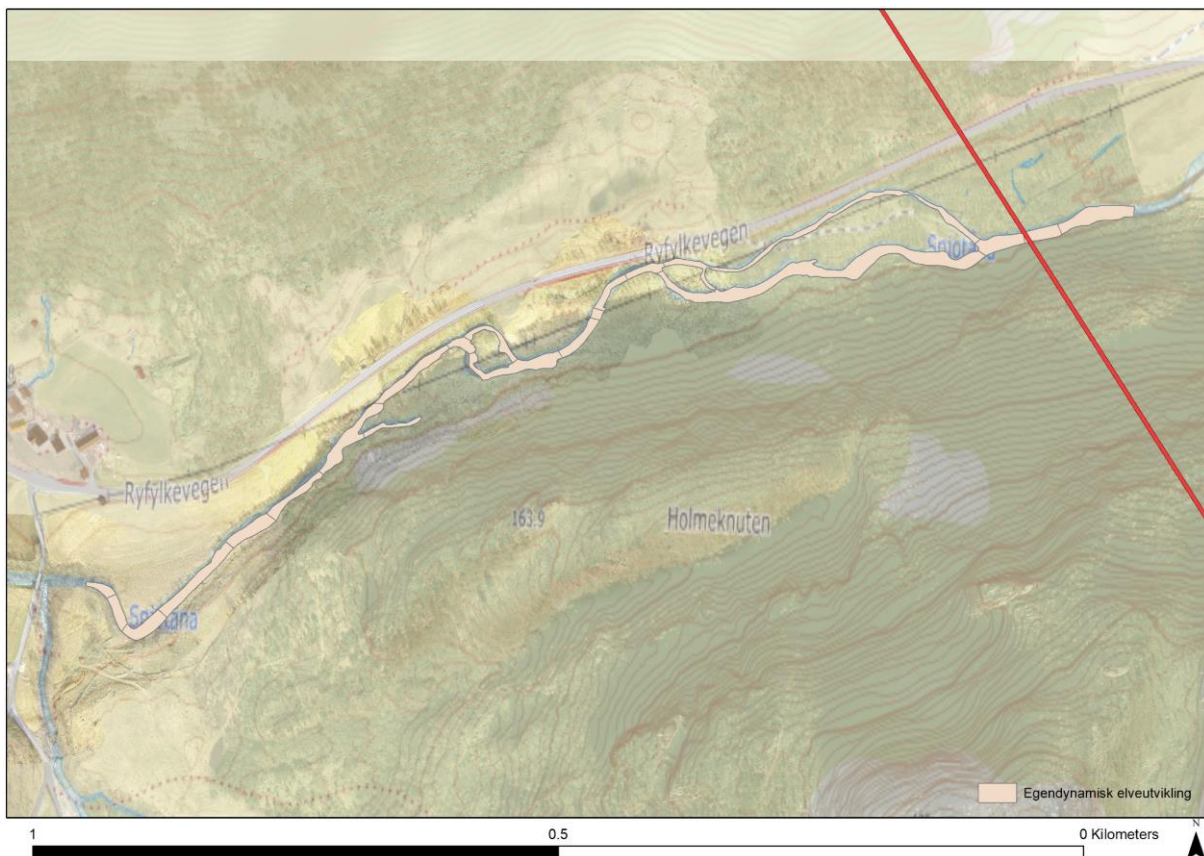 Ryfylkevegen
Ryfylkevegen
163.9
Holmeknuten
Egendynamisk elveutvikling
1 0.5 0 Kilometers
N